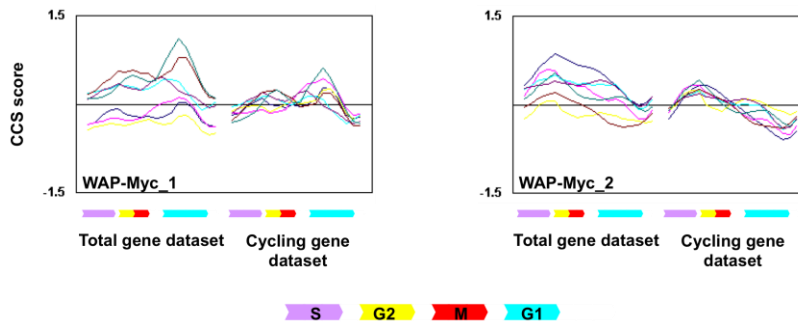 1.5
1.5
CCS score
-1.5
WAP-Myc_1
-1.5
WAP-Myc_2
Total gene dataset
Cycling gene
dataset
Total gene dataset
Cycling gene
dataset
S G2 M G1